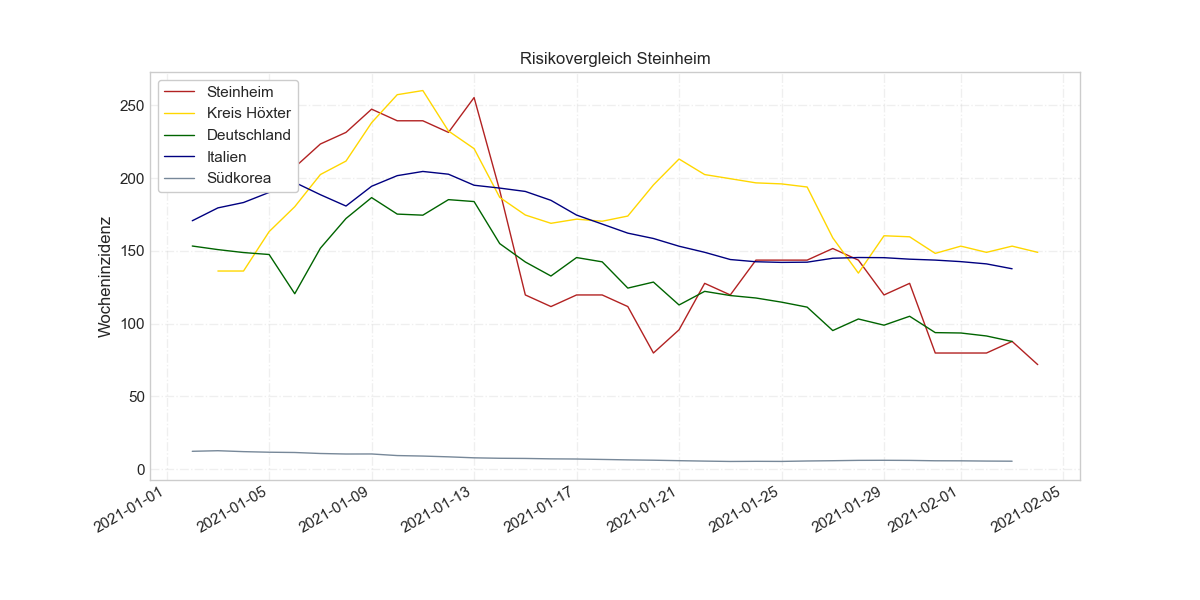 Risikovergleich Steinheim
Steinheim
Kreis Höxter
Deutschland
Italien
Südkorea
Wocheninzidenz
250
200
150
100
50
0
2021-01-01
2021-01-05
2021-01-09
2021-01-13
2021-01-17
2021-01-21
2021-01-25
2021-01-29
2021-02-01
2021-02-05